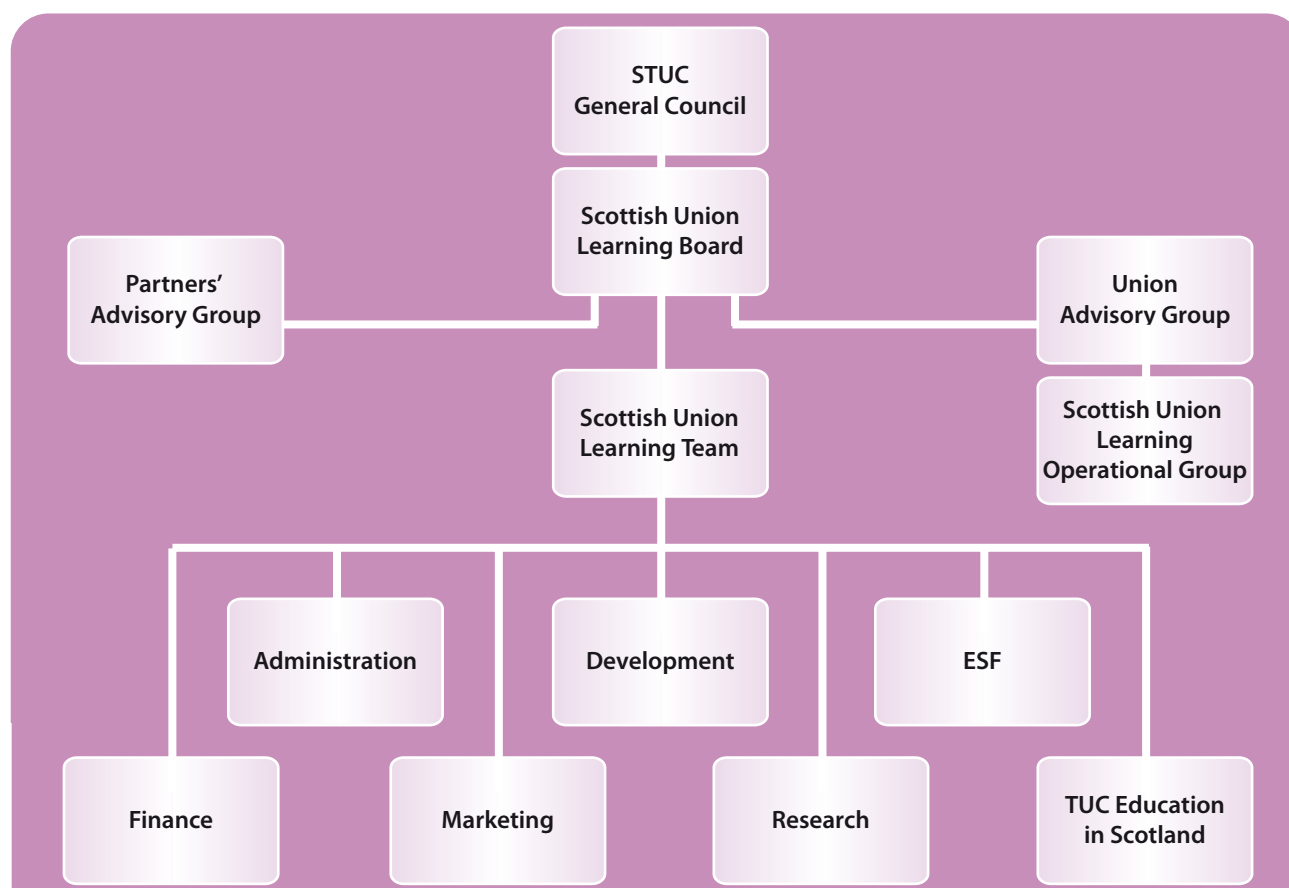 STUC
General Council
Scottish Union
Learning Board
Partners’
Advisory Group
Union
Advisory Group
Scottish Union
Learning Team
Scottish Union
Learning
Operational Group
Administration
Development
ESF
Finance
Marketing
Research
TUC Education
in Scotland